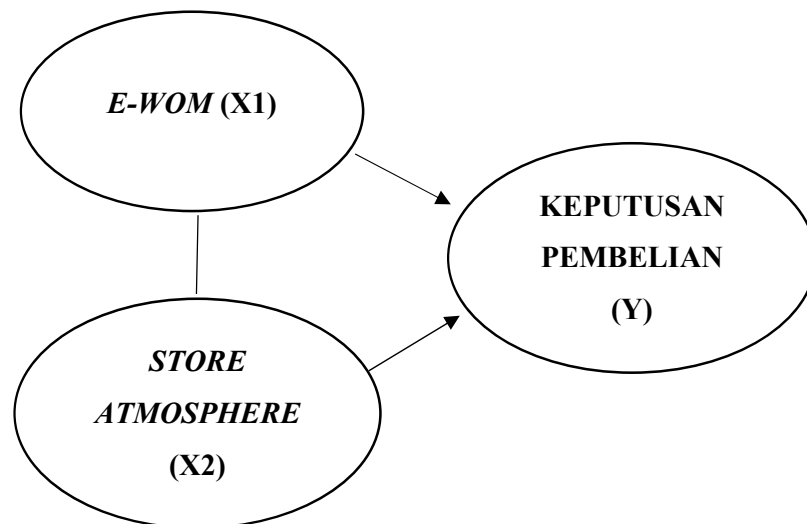 E-WOM (X1)
KEPUTUSAN
PEMBELIAN
(Y)
STORE
ATMOSPHERE
(X2)